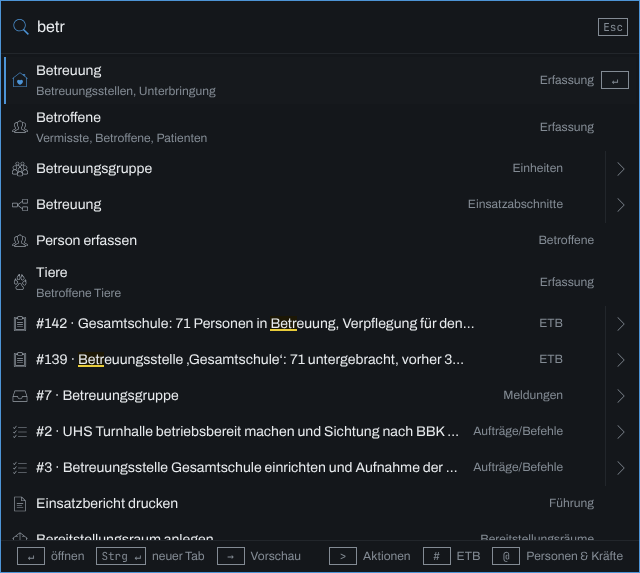 betr
Esc
Betreuung
Betreuungsstellen, Unterbringung
Erfassung ↵
Betroffene
Vermisste, Betroffene, Patienten
Erfassung
Betreuungsgruppe Einheiten
Betreuung Einsatzabschnitte
Person erfassen Betroffene
Tiere
Betroffene Tiere
Erfassung
#142 · Gesamtschule: 71 Personen in Betreuung, Verpflegung für den… ETB
#139 · Betreuungsstelle ‚Gesamtschule‘: 71 untergebracht, vorher 3… ETB
#7 · Betreuungsgruppe Meldungen
#2 · UHS Turnhalle betriebsbereit machen und Sichtung nach BBK … Aufträge/Befehle
#3 · Betreuungsstelle Gesamtschule einrichten und Aufnahme der … Aufträge/Befehle
Einsatzbericht drucken Führung
Bereitstellungsraum anlegen Bereitstellungsräume
↵ öffnen Strg ↵ neuer Tab → Vorschau > Aktionen # ETB @ Personen & Kräfte